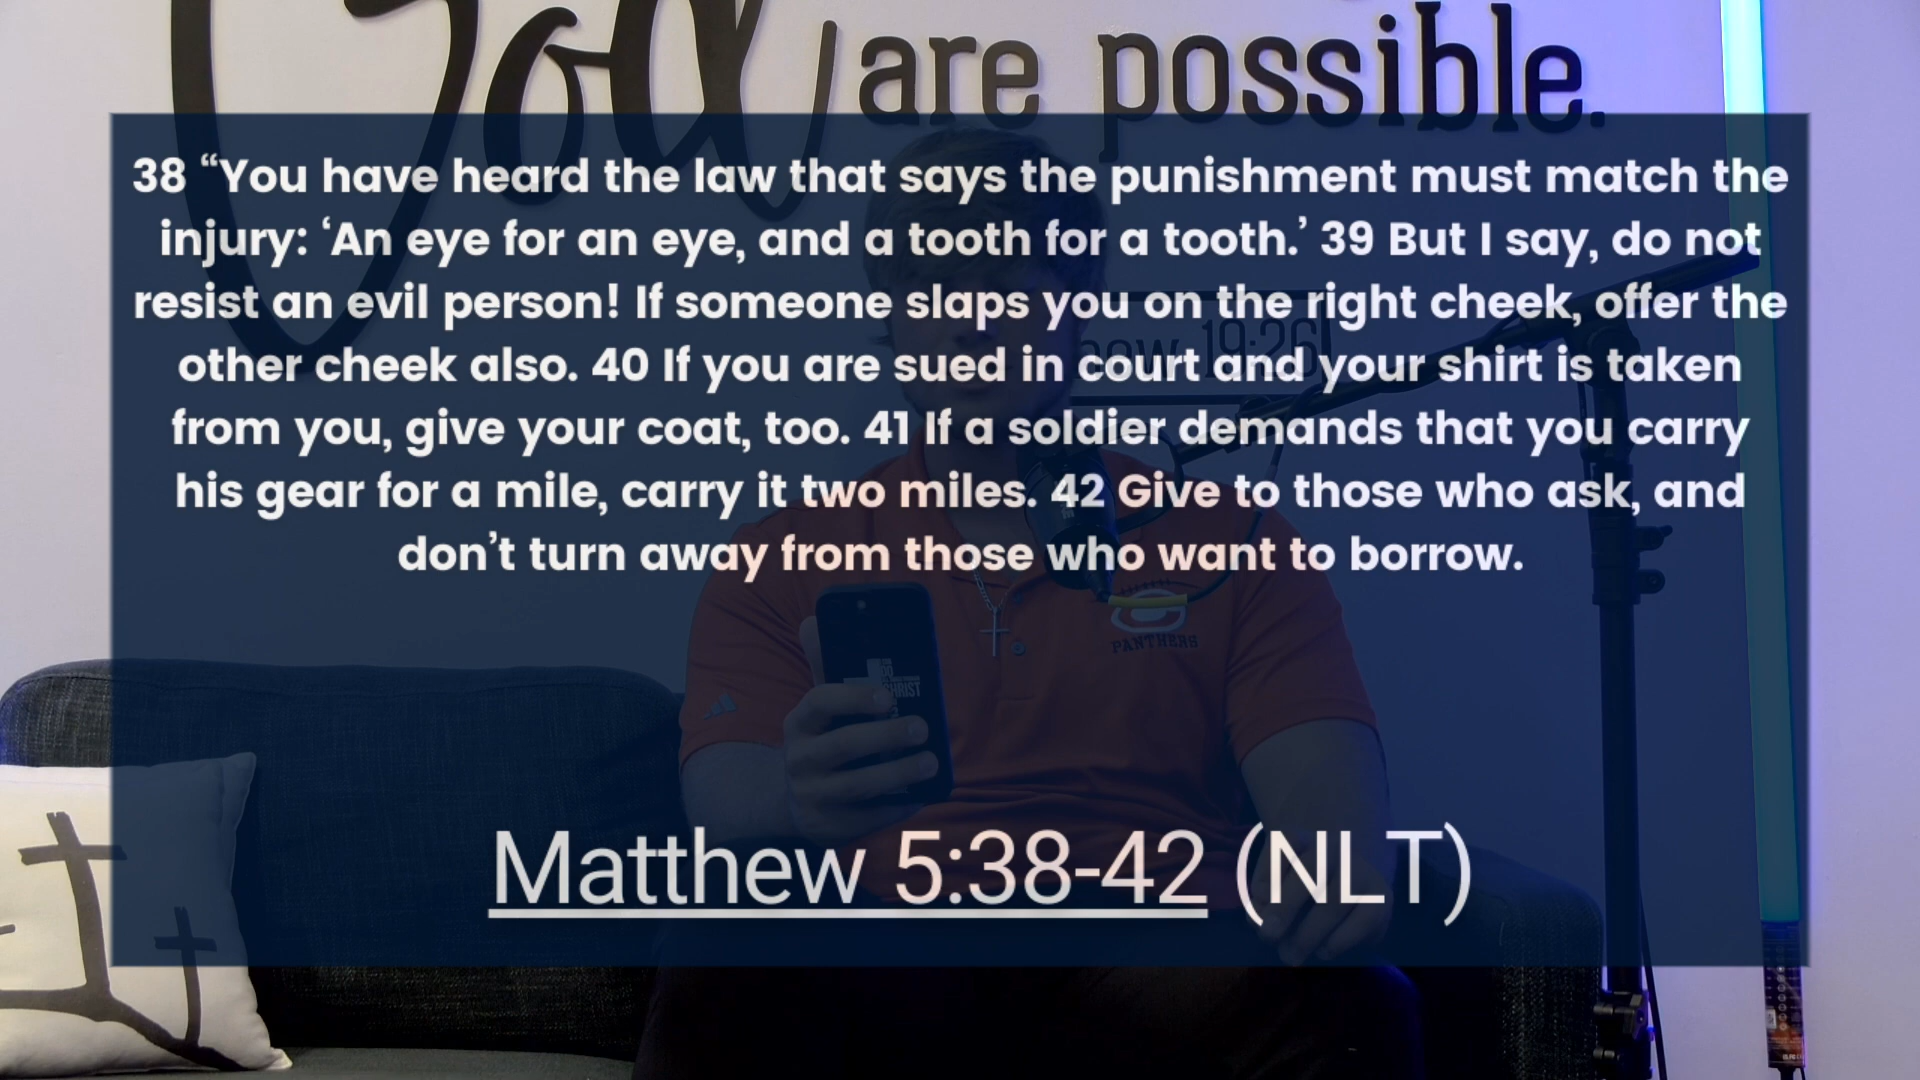 God are possible.
38 “You have heard the law that says the punishment must match the
injury: ‘An eye for an eye, and a tooth for a tooth.’ 39 But I say, do not
resist an evil person! If someone slaps you on the right cheek, offer the
other cheek also. 40 If you are sued in court and your shirt is taken
from you, give your coat, too. 41 If a soldier demands that you carry
his gear for a mile, carry it two miles. 42 Give to those who ask, and
don’t turn away from those who want to borrow.
19:26
PANTHERS
CHRIST
Matthew 5:38-42 (NLT)